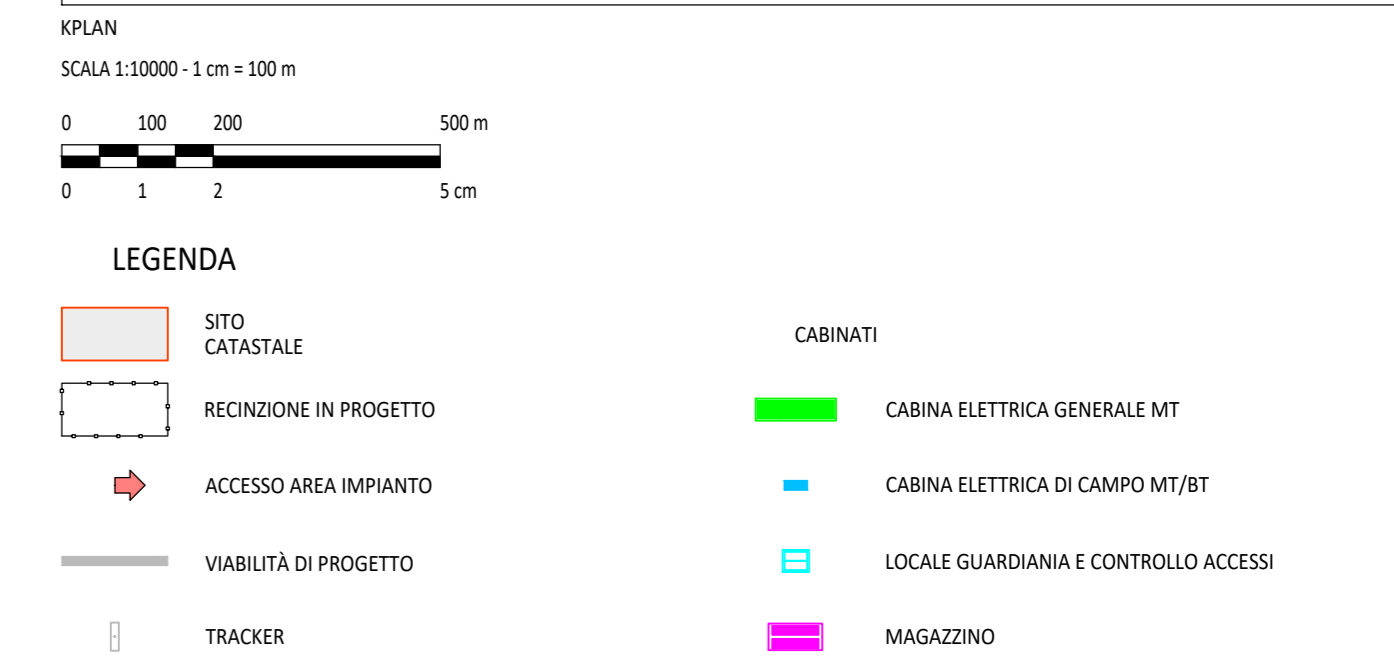 KPLAN
SCALA 1:10000 - 1 cm = 100 m
0 100 200 500 m
0 1 2 5 cm
LEGENDA
SITO
CATASTALE
RECINZIONE IN PROGETTO
ACCESSO AREA IMPIANTO
VIABILITÀ DI PROGETTO
TRACKER
CABINATI
CABINA ELETTRICA GENERALE MT
CABINA ELETTRICA DI CAMPO MT/BT
LOCALE GUARDIANIA E CONTROLLO ACCESSI
MAGAZZINO